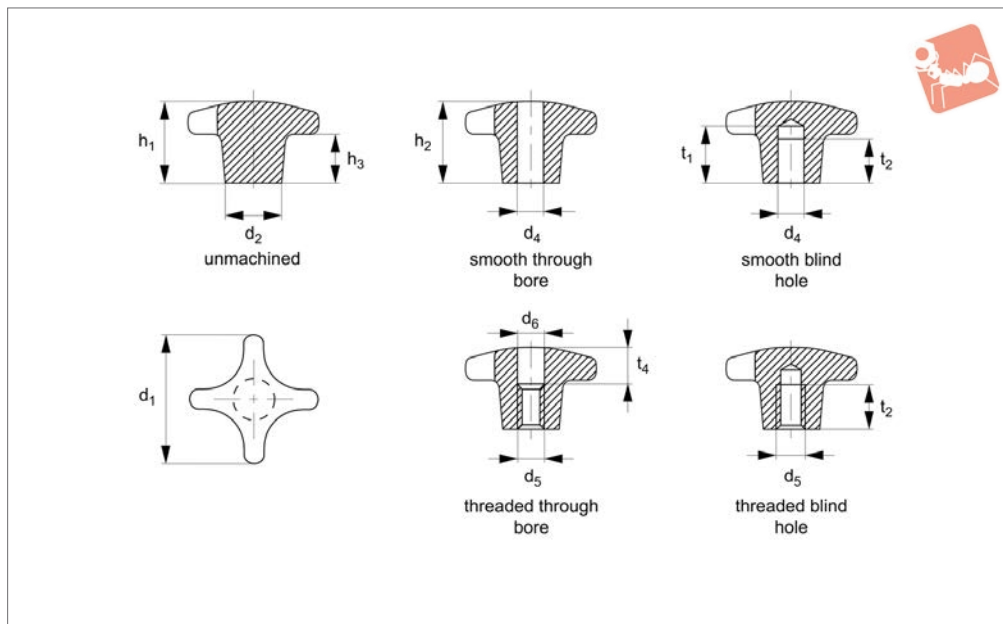 h1
h3
d2
unmachined
h2
d4
smooth through
bore
t1
t2
d4
smooth blind
hole
d1
d6
t4
d5
threaded through
bore
t2
d5
threaded blind
hole